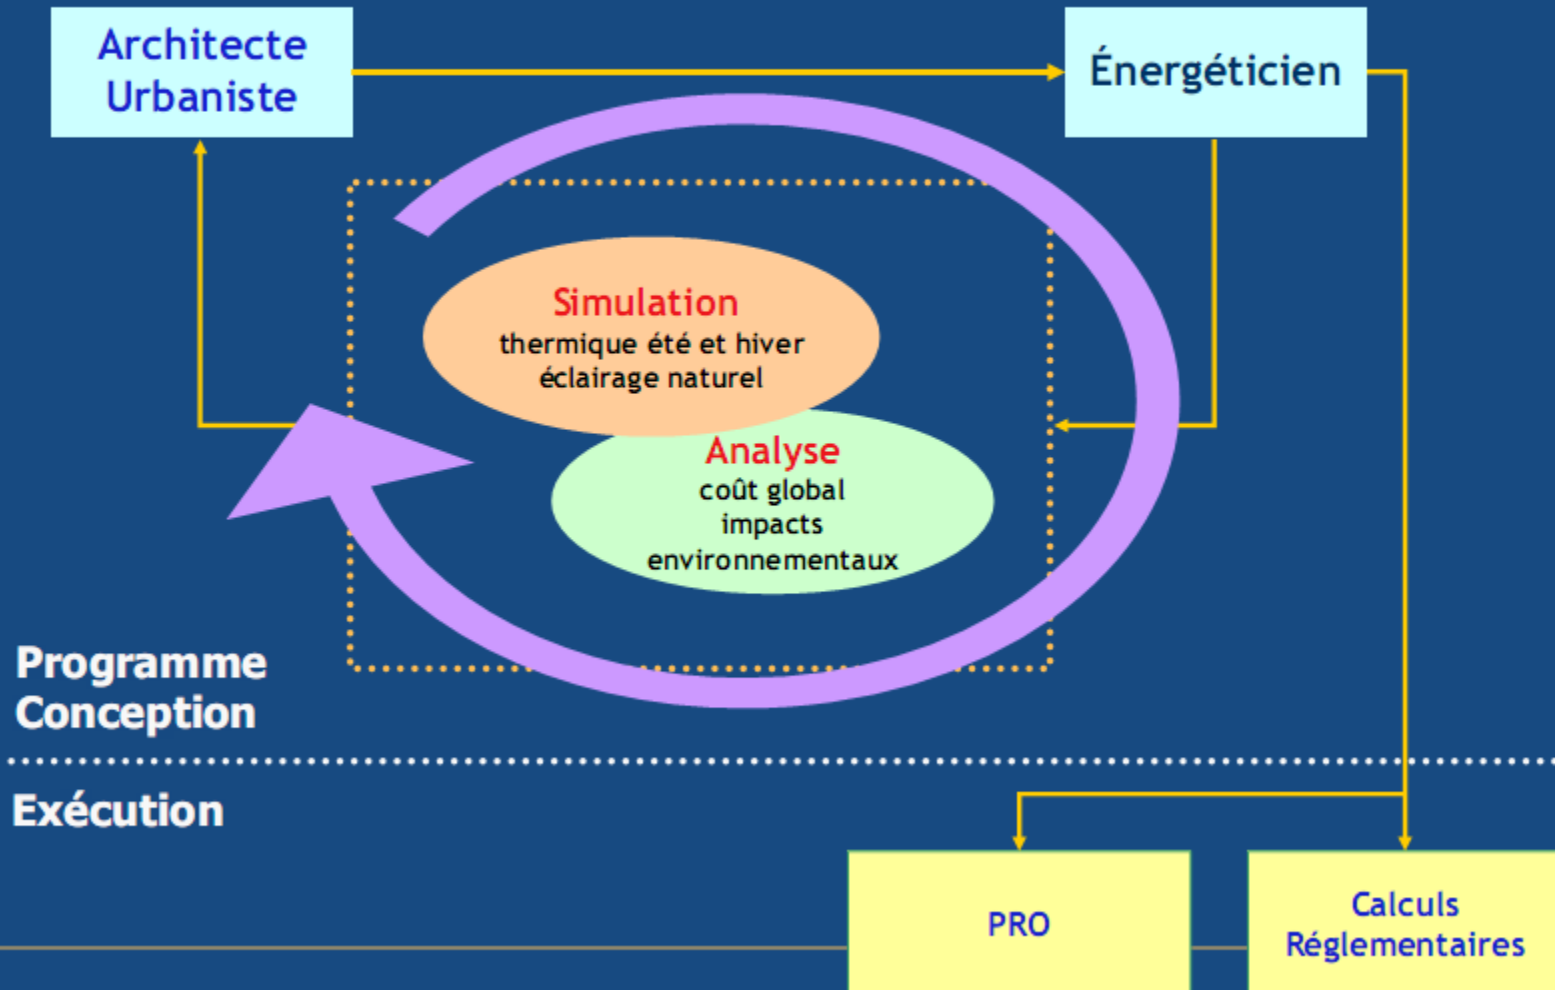 Architecte
Urbaniste
Énergéticien
Simulation
thermique été et hiver
éclairage naturel
Analyse
coût global
impacts
environnementaux
Programme
Conception
Exécution
PRO
Calculs
Réglementaires